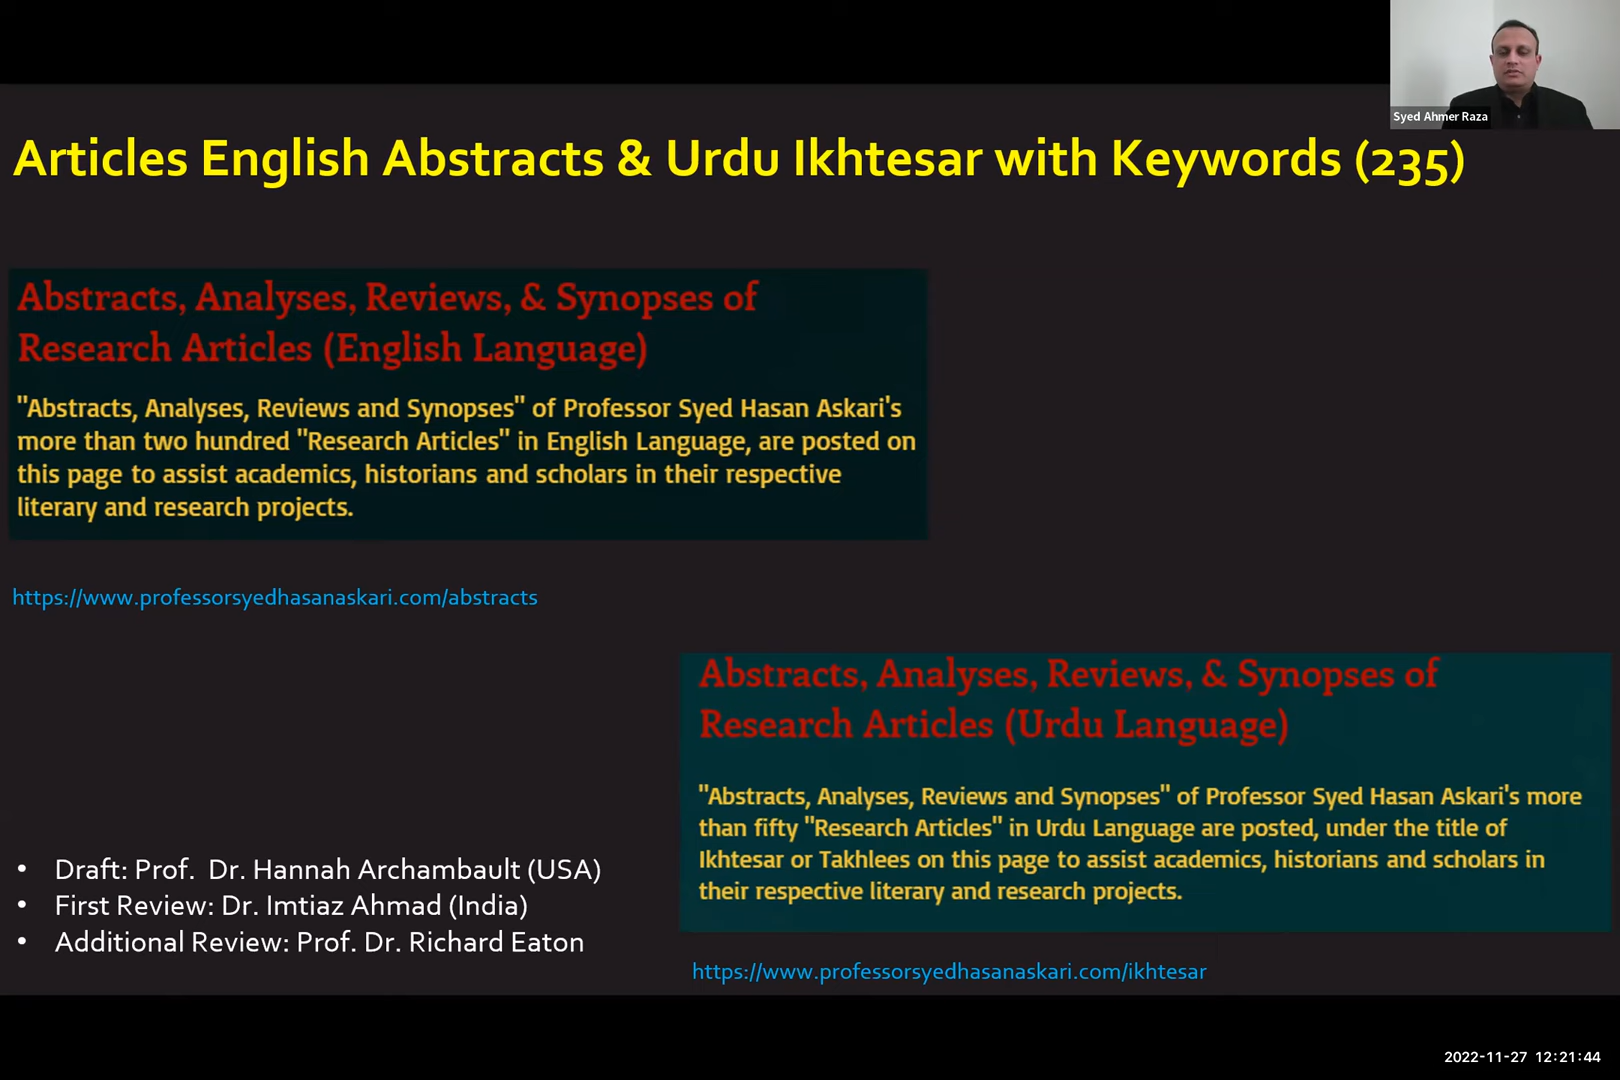 Syed Ahmer Raza
Articles English Abstracts & Urdu Ikhtesar with Keywords (235)
Abstracts, Analyses, Reviews, & Synopses of
Research Articles (English Language)
"Abstracts, Analyses, Reviews and Synopses" of Professor Syed Hasan Askari's
more than two hundred "Research Articles" in English Language, are posted on
this page to assist academics, historians and scholars in their respective
literary and research projects.
https://www.professorsyedhasanaskari.com/abstracts
Abstracts, Analyses, Reviews, & Synopses of
Research Articles (Urdu Language)
"Abstracts, Analyses, Reviews and Synopses" of Professor Syed Hasan Askari's more
than fifty "Research Articles" in Urdu Language are posted, under the title of
Ikhtesar or Takhlees on this page to assist academics, historians and scholars in
their respective literary and research projects.
https://www.professorsyedhasanaskari.com/ikhtesar
• Draft: Prof. Dr. Hannah Archambault (USA)
• First Review: Dr. Imtiaz Ahmad (India)
• Additional Review: Prof. Dr. Richard Eaton
2022-11-27 12:21:44